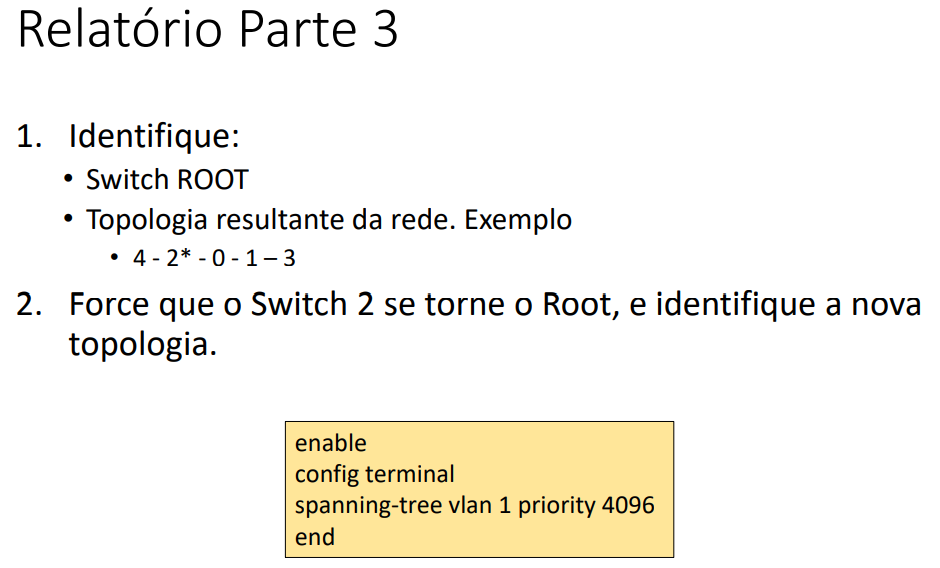 Relatório Parte 3
1. Identifique:
• Switch ROOT
• Topologia resultante da rede. Exemplo
• 4 - 2* - 0 - 1 – 3
2. Force que o Switch 2 se torne o Root, e identifique a nova
topologia.
enable
config terminal
spanning-tree vlan 1 priority 4096
end